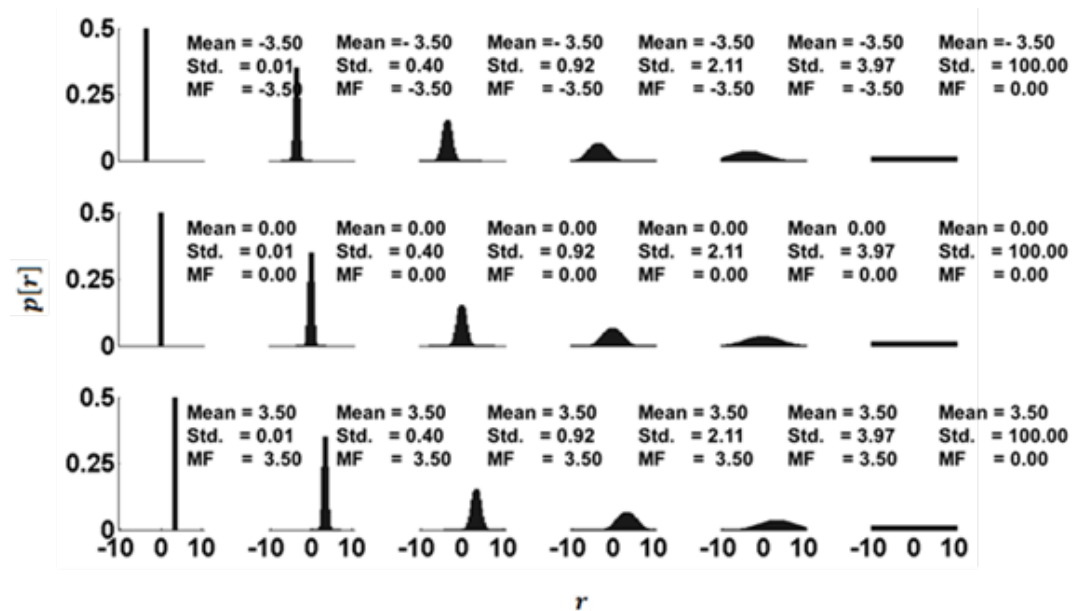 0.5
Mean = -3.50 Mean =- 3.50 Mean =- 3.50 Mean = -3.50 Mean = -3.50 Mean =- 3.50
Std. = 0.01 Std. = 0.40 Std. = 0.92 Std. = 2.11 Std. = 3.97 Std. = 100.00
0.25 MF = -3.50 MF = -3.50 MF = -3.50 MF = -3.50 MF = -3.50 MF = 0.00
0
0.5
Mean = 0.00 Mean = 0.00 Mean = 0.00 Mean = 0.00 Mean 0.00 Mean = 0.00
Std. = 0.01 Std. = 0.40 Std. = 0.92 Std. = 2.11 Std. = 3.97 Std. = 100.00
0.25 MF = 0.00 MF = 0.00 MF = 0.00 MF = 0.00 MF = 0.00 MF = 0.00
p[r]
0
0.5
Mean = 3.50 Mean = 3.50 Mean = 3.50 Mean = 3.50 Mean = 3.50 Mean = 3.50
Std. = 0.01 Std. = 0.40 Std. = 0.92 Std. = 2.11 Std. = 3.97 Std. = 100.00
0.25 MF = 3.50 MF = 3.50 MF = 3.50 MF = 3.50 MF = 3.50 MF = 0.00
0
-10 0 10 -10 0 10 -10 0 10 -10 0 10 -10 0 10 -10 0 10
r